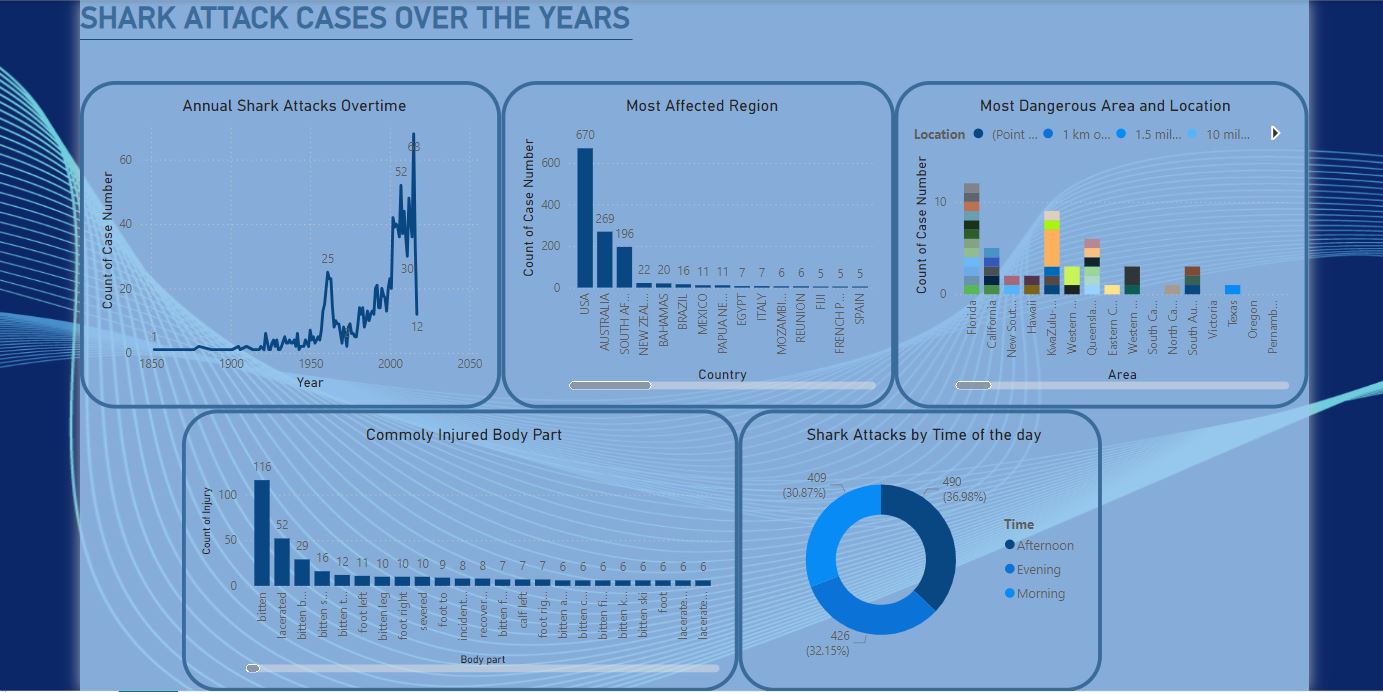 SHARK ATTACK CASES OVER THE YEARS
Annual Shark Attacks Overtime
Count of Case Number
60
40
20
0
1
25
52
68
30
12
1850 1900 1950 2000 2050
Year
Most Affected Region
Count of Case Number
600
400
200
0
670
269
196
22 20 16 11 11 7 7 6 6 5 5 5
USA
AUSTRALIA
SOUTH AF...
NEW ZEAL...
BAHAMAS
BRAZIL
MEXICO
PAPUA NE...
EGYPT
ITALY
MOZAMBI...
REUNION
FIJI
FRENCH P...
SPAIN
Country
Most Dangerous Area and Location
Location (Point ... 1 km o... 1.5 mil... 10 mil...
Count of Case Number
10
0
Florida
California
New Sout...
Hawaii
KwaZulu-...
Western ...
Queensla...
Eastern C...
Western ...
South Ca...
North Ca...
South Au...
Victoria
Texas
Oregon
Pernamb...
Area
Commoly Injured Body Part
Count of Injury
100
50
0
116
52
29
16 12 11 10 10 10 9 8 8 7 7 7 6 6 6 6 6 6 6 6
bitten
lacerated
bitten b...
bitten s...
bitten t...
foot left
bitten leg
foot right
severed
foot to
incident...
recover...
bitten f...
calf left
foot rig...
bitten a...
bitten c...
bitten fi...
bitten k...
bitten ski
foot
lacerate...
lacerate...
Body part
Shark Attacks by Time of the day
409
(30.87%)
490
(36.98%)
426
(32.15%)
Time
Afternoon
Evening
Morning